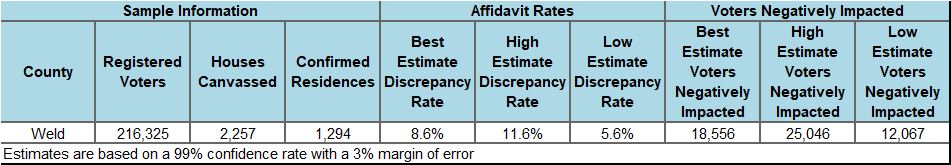 Sample Information Affidavit Rates Voters Negatively Impacted
County Registered Voters Houses Canvassed Confirmed Residences Best Estimate Discrepancy Rate High Estimate Discrepancy Rate Low Estimate Discrepancy Rate Best Estimate Voters Negatively Impacted High Estimate Voters Negatively Impacted Low Estimate Voters Negatively Impacted
Weld 216,325 2,257 1,294 8.6% 11.6% 5.6% 18,556 25,046 12,067
Estimates are based on a 99% confidence rate with a 3% margin of error